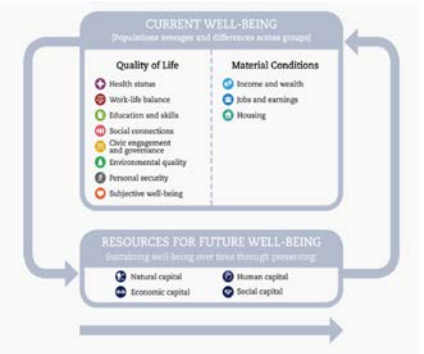 CURRENT WELL-BEING
[Populations averages and differences across groups]
Quality of Life
Health status
Work-life balance
Education and skills
Social connections
Civic engagement
and governance
Environmental quality
Personal security
Subjective well-being
Material Conditions
Income and wealth
Jobs and earnings
Housing
RESOURCES FOR FUTURE WELL-BEING
Sustaining well-being over time through preserving:
Natural capital
Economic capital
Human capital
Social capital